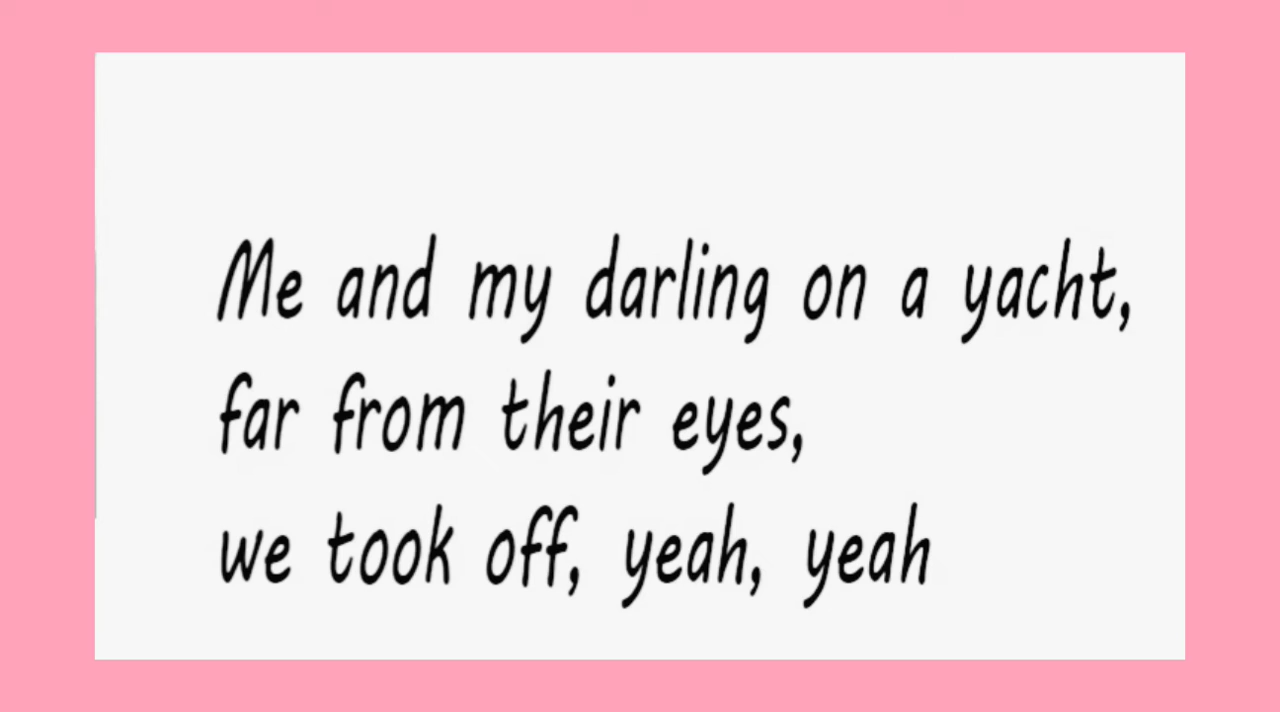 Me and my darling on a yacht,
far from their eyes,
we took off, yeah, yeah